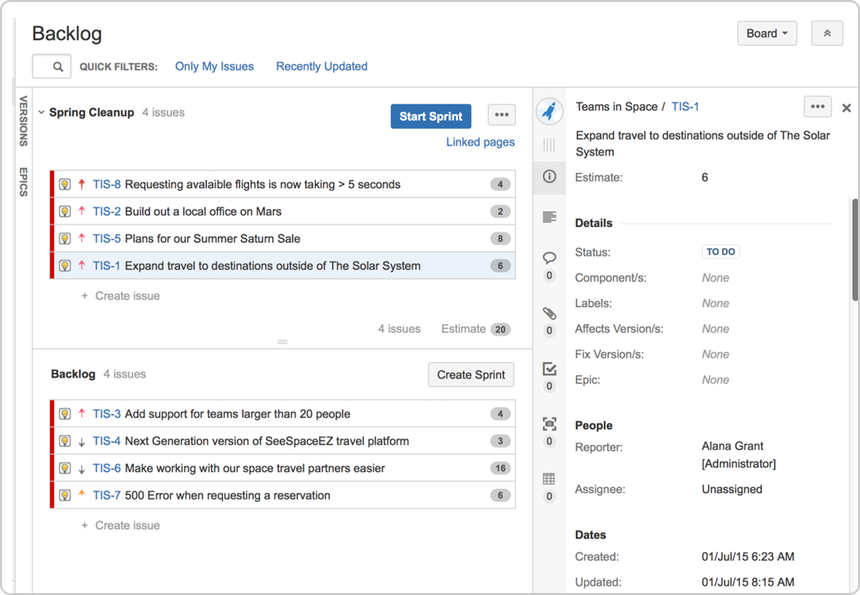 Backlog
Board
QUICK FILTERS: Only My Issues Recently Updated
VERSIONS
EPICS
Spring Cleanup 4 issues
Start Sprint
Linked pages
TIS-8 Requesting avalaible flights is now taking > 5 seconds 4
TIS-2 Build out a local office on Mars 2
TIS-5 Plans for our Summer Saturn Sale 8
TIS-1 Expand travel to destinations outside of The Solar System 6
+ Create issue
4 issues Estimate 20
Backlog 4 issues
Create Sprint
TIS-3 Add support for teams larger than 20 people 4
TIS-4 Next Generation version of SeeSpaceEZ travel platform 3
TIS-6 Make working with our space travel partners easier 16
TIS-7 500 Error when requesting a reservation 6
+ Create issue
0
0
0
0
0
Teams in Space / TIS-1
Expand travel to destinations outside of The Solar
System
Estimate: 6
Details
Status: TO DO
Component/s: None
Labels: None
Affects Version/s: None
Fix Version/s: None
Epic: None
People
Reporter: Alana Grant
[Administrator]
Assignee: Unassigned
Dates
Created: 01/Jul/15 6:23 AM
Updated: 01/Jul/15 8:15 AM